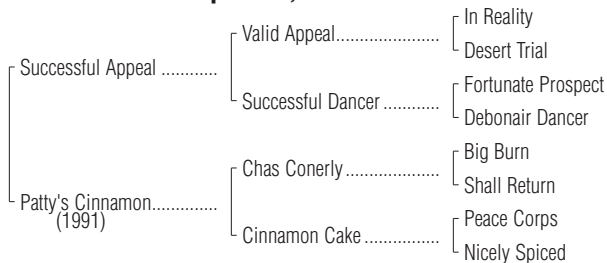 In Reality
Valid Appeal
Desert Trial
Successful Appeal
Fortunate Prospect
Successful Dancer
Debonair Dancer
Big Burn
Chas Conerly
Shall Return
Patty's Cinnamon
(1991)
Peace Corps
Cinnamon Cake
Nicely Spiced